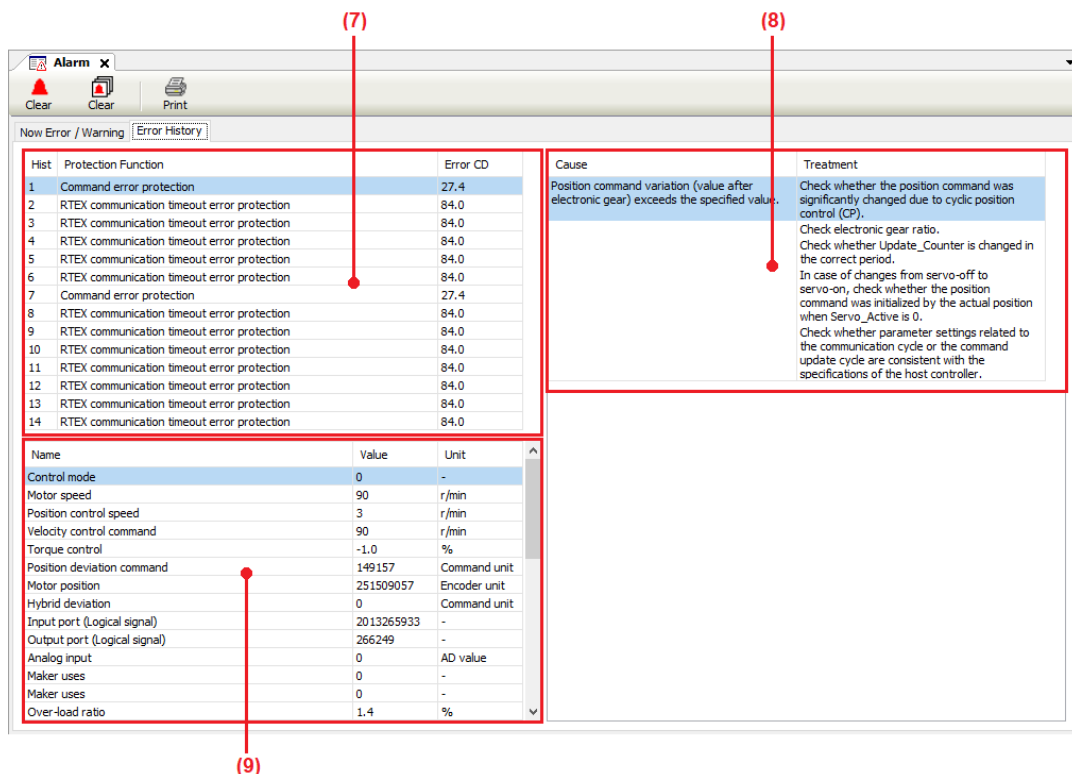 (7)
(8)
Alarm x
Clear
Clear
Print
Now Error / Warning
Error History
Hist Protection Function Error CD
1 Command error protection 27.4
2 RTEX communication timeout error protection 84.0
3 RTEX communication timeout error protection 84.0
4 RTEX communication timeout error protection 84.0
5 RTEX communication timeout error protection 84.0
6 RTEX communication timeout error protection 84.0
7 Command error protection 27.4
8 RTEX communication timeout error protection 84.0
9 RTEX communication timeout error protection 84.0
10 RTEX communication timeout error protection 84.0
11 RTEX communication timeout error protection 84.0
12 RTEX communication timeout error protection 84.0
13 RTEX communication timeout error protection 84.0
14 RTEX communication timeout error protection 84.0
Cause Treatment
Position command variation (value after
electronic gear) exceeds the specified value.
Check whether the position command was
significantly changed due to cyclic position
control (CP).
Check electronic gear ratio.
Check whether Update_Counter is changed in
the correct period.
In case of changes from servo-off to
servo-on, check whether the position
command was initialized by the actual position
when Servo_Active is 0.
Check whether parameter settings related to
the communication cycle or the command
update cycle are consistent with the
specifications of the host controller.
Name Value Unit
Control mode 0 -
Motor speed 90 r/min
Position control speed 3 r/min
Velocity control command 90 r/min
Torque control -1.0 %
Position deviation command 149157 Command unit
Motor position 251509057 Encoder unit
Hybrid deviation 0 Command unit
Input port (Logical signal) 2013265933 -
Output port (Logical signal) 266249 -
Analog input 0 AD value
Maker uses 0 -
Maker uses 0 -
Over-load ratio 1.4 %
(9)